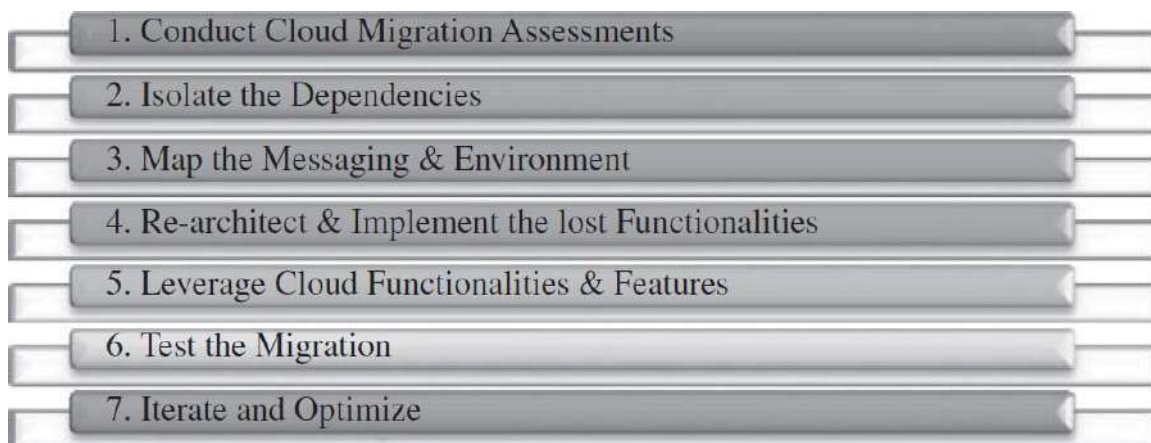 1. Conduct Cloud Migration Assessments
2. Isolate the Dependencies
3. Map the Messaging & Environment
4. Re-architect & Implement the lost Functionalities
5. Leverage Cloud Functionalities & Features
6. Test the Migration
7. Iterate and Optimize